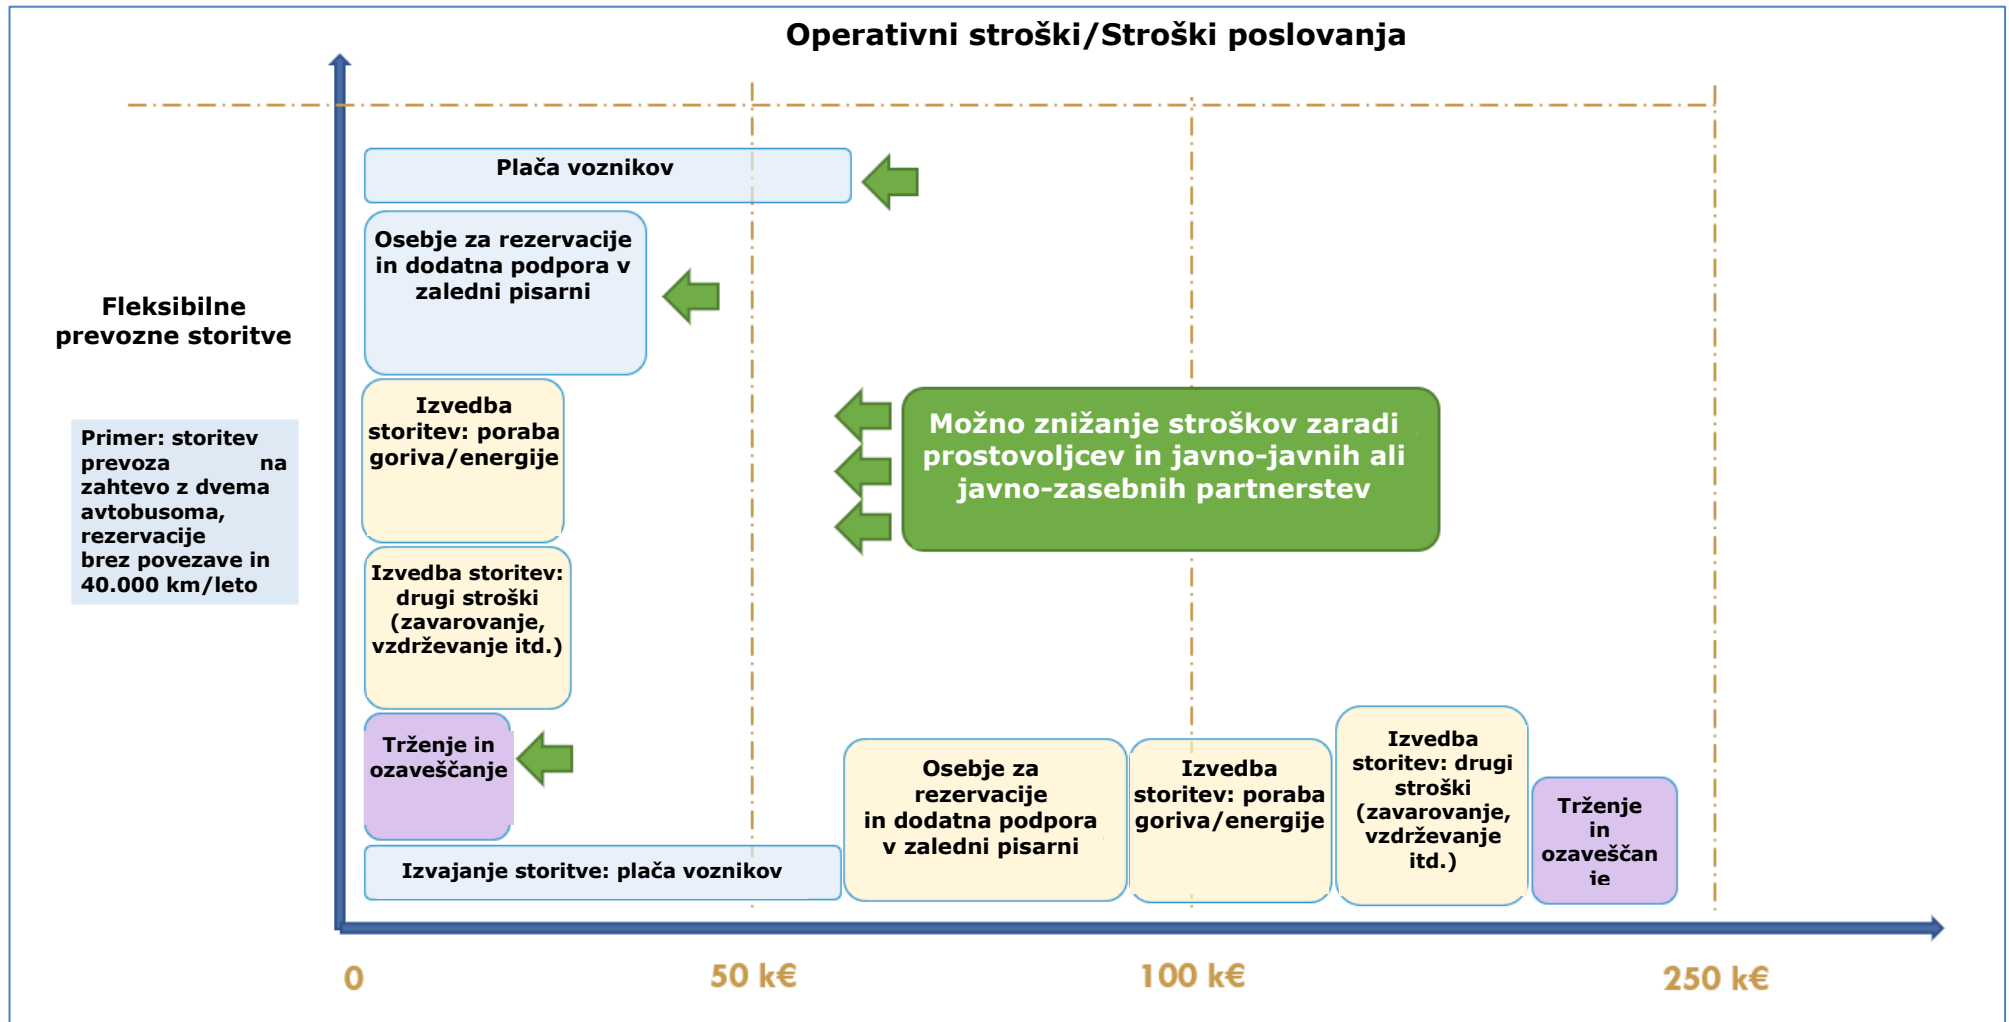 Operativni stroški/Stroški poslovanja
Plača voznikov
Osebje za rezervacije
in dodatna podpora v
zaledni pisarni
Fleksibilne
prevozne storitve
Izvedba
storitev: poraba
goriva/energije
Možno znižanje stroškov zaradi
prostovoljcev in javno-javnih ali
javno-zasebnih partnerstev
Primer: storitev
prevoza na
zahtevo z dvema
avtobusoma,
rezervacije
brez povezave in
40.000 km/leto
Izvedba storitev:
drugi stroški
(zavarovanje,
vzdrževanje itd.)
Trženje in
ozaveščanje
Izvajanje storitve: plača voznikov
Osebje za
rezervacije
in dodatna podpora
v zaledni pisarni
Izvedba
storitev: poraba
goriva/energije
Izvedba
storitev: drugi
stroški
(zavarovanje,
vzdrževanje
itd.)
Trženje
in
ozaveščan
je
0
50 k€
100 k€
250 k€